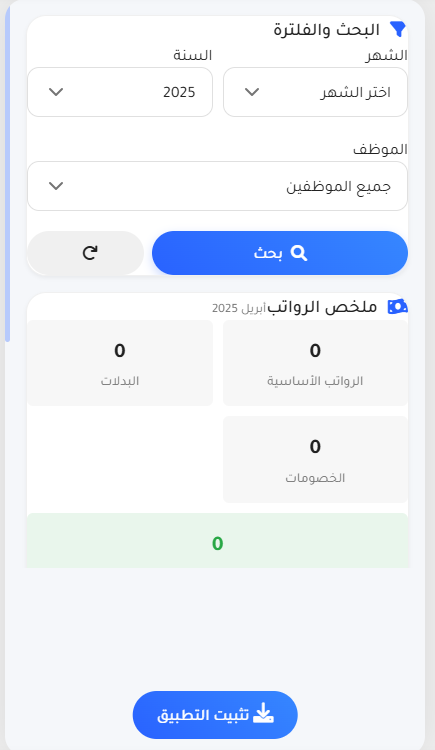 البحث والفلترة
الشهر
السنة
اختر الشهر
2025
الموظف
جميع الموظفين
بحث
ملخص الرواتب أبريل 2025
0
الرواتب الأساسية
0
البدلات
0
الخصومات
0
تثبيت التطبيق